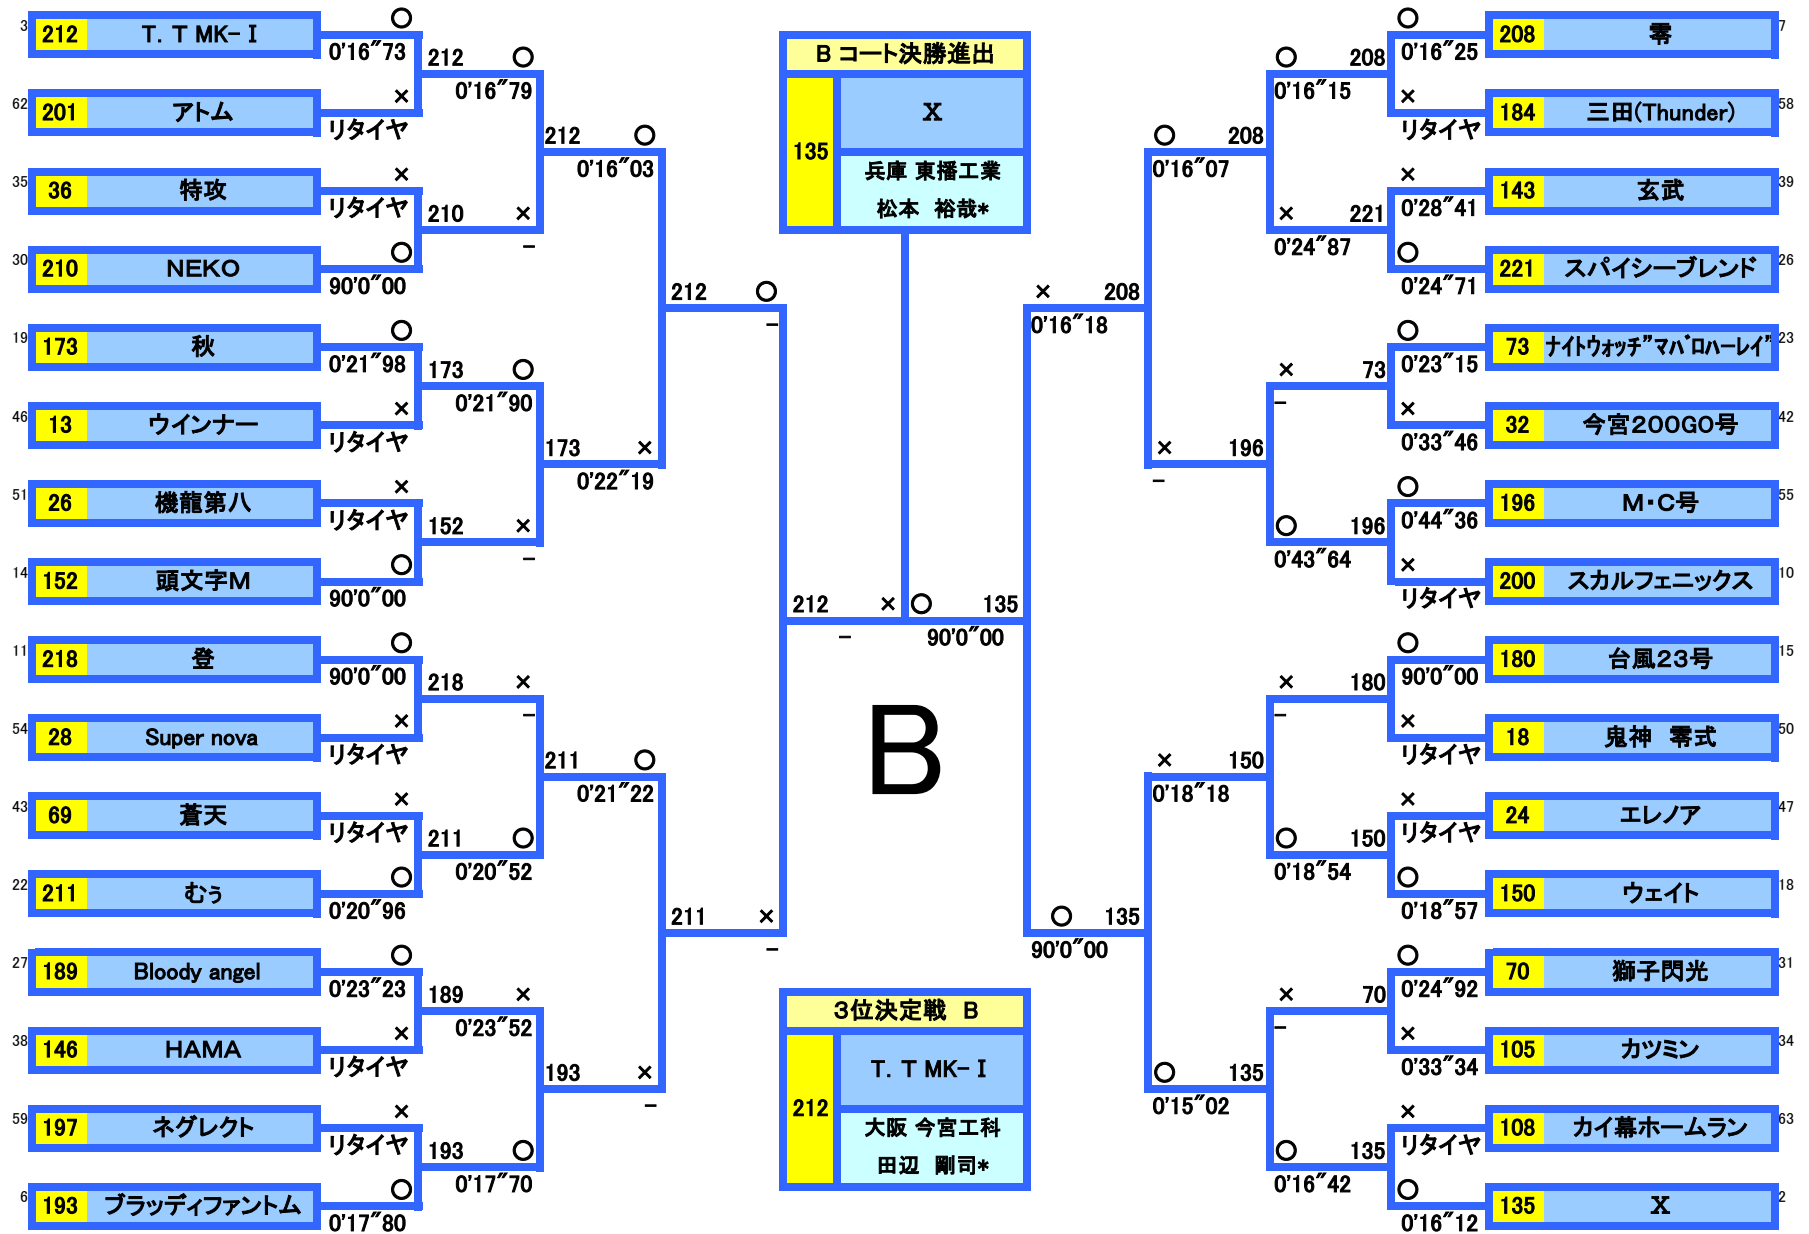 3 212 T. T MK-Ⅰ
○
0'16"73
62 201 アトム
×
リタイヤ
35 36 特攻
×
リタイヤ
30 210 NEKO
○
90'0"00
19 173 秋
○
0'21"98
46 13 ウインナー
×
リタイヤ
51 26 機龍第八
×
リタイヤ
14 152 頭文字M
○
90'0"00
11 218 登
○
90'0"00
54 28 Super nova
×
リタイヤ
43 69 蒼天
×
リタイヤ
22 211 むぅ
○
0'20"96
27 189 Bloody angel
○
0'23"23
38 146 HAMA
×
リタイヤ
59 197 ネグレクト
×
リタイヤ
6 193 ブラッディファントム
○
0'17"80
212 ○
0'16"79
210 ×
–
173 ○
0'21"90
152 ×
–
218 ×
–
211 ○
0'20"52
189 ×
0'23"52
193 ○
0'17"70
212 ○
0'16"03
173 ×
0'22"19
211 ○
0'21"22
193 ×
–
212 ○
–
211 ×
–
212 ×
–
B コート決勝進出
135
X
兵庫 東播工業
松本 裕哉*
○ 135
90'0"00
B
3位決定戦 B
212
T. T MK-Ⅰ
大阪 今宮工科
田辺 剛司*
× 208
0'16"18
○ 135
90'0"00
○ 208
0'16"07
× 196
–
× 150
0'18"18
○ 135
0'15"02
○ 208
0'16"15
× 221
0'24"87
× 73
–
○ 196
0'43"64
× 180
–
○ 150
0'18"54
× 70
–
○ 135
0'16"42
○
0'16"25
208 零 7
×
リタイヤ
184 三田(Thunder) 58
×
0'28"41
143 玄武 39
○
0'24"71
221 スパイシーブレンド 26
○
0'23"15
73 ナイトウォッチ"マバロハーレイ" 23
×
0'33"46
32 今宮200GO号 42
○
0'44"36
196 M・C号 55
×
リタイヤ
200 スカルフェニックス 10
○
90'0"00
180 台風23号 15
×
リタイヤ
18 鬼神 零式 50
×
リタイヤ
24 エレノア 47
○
0'18"57
150 ウェイト 18
○
0'24"92
70 獅子閃光 31
×
0'33"34
105 カツミン 34
×
リタイヤ
108 カイ幕ホームラン 63
○
0'16"12
135 X 2